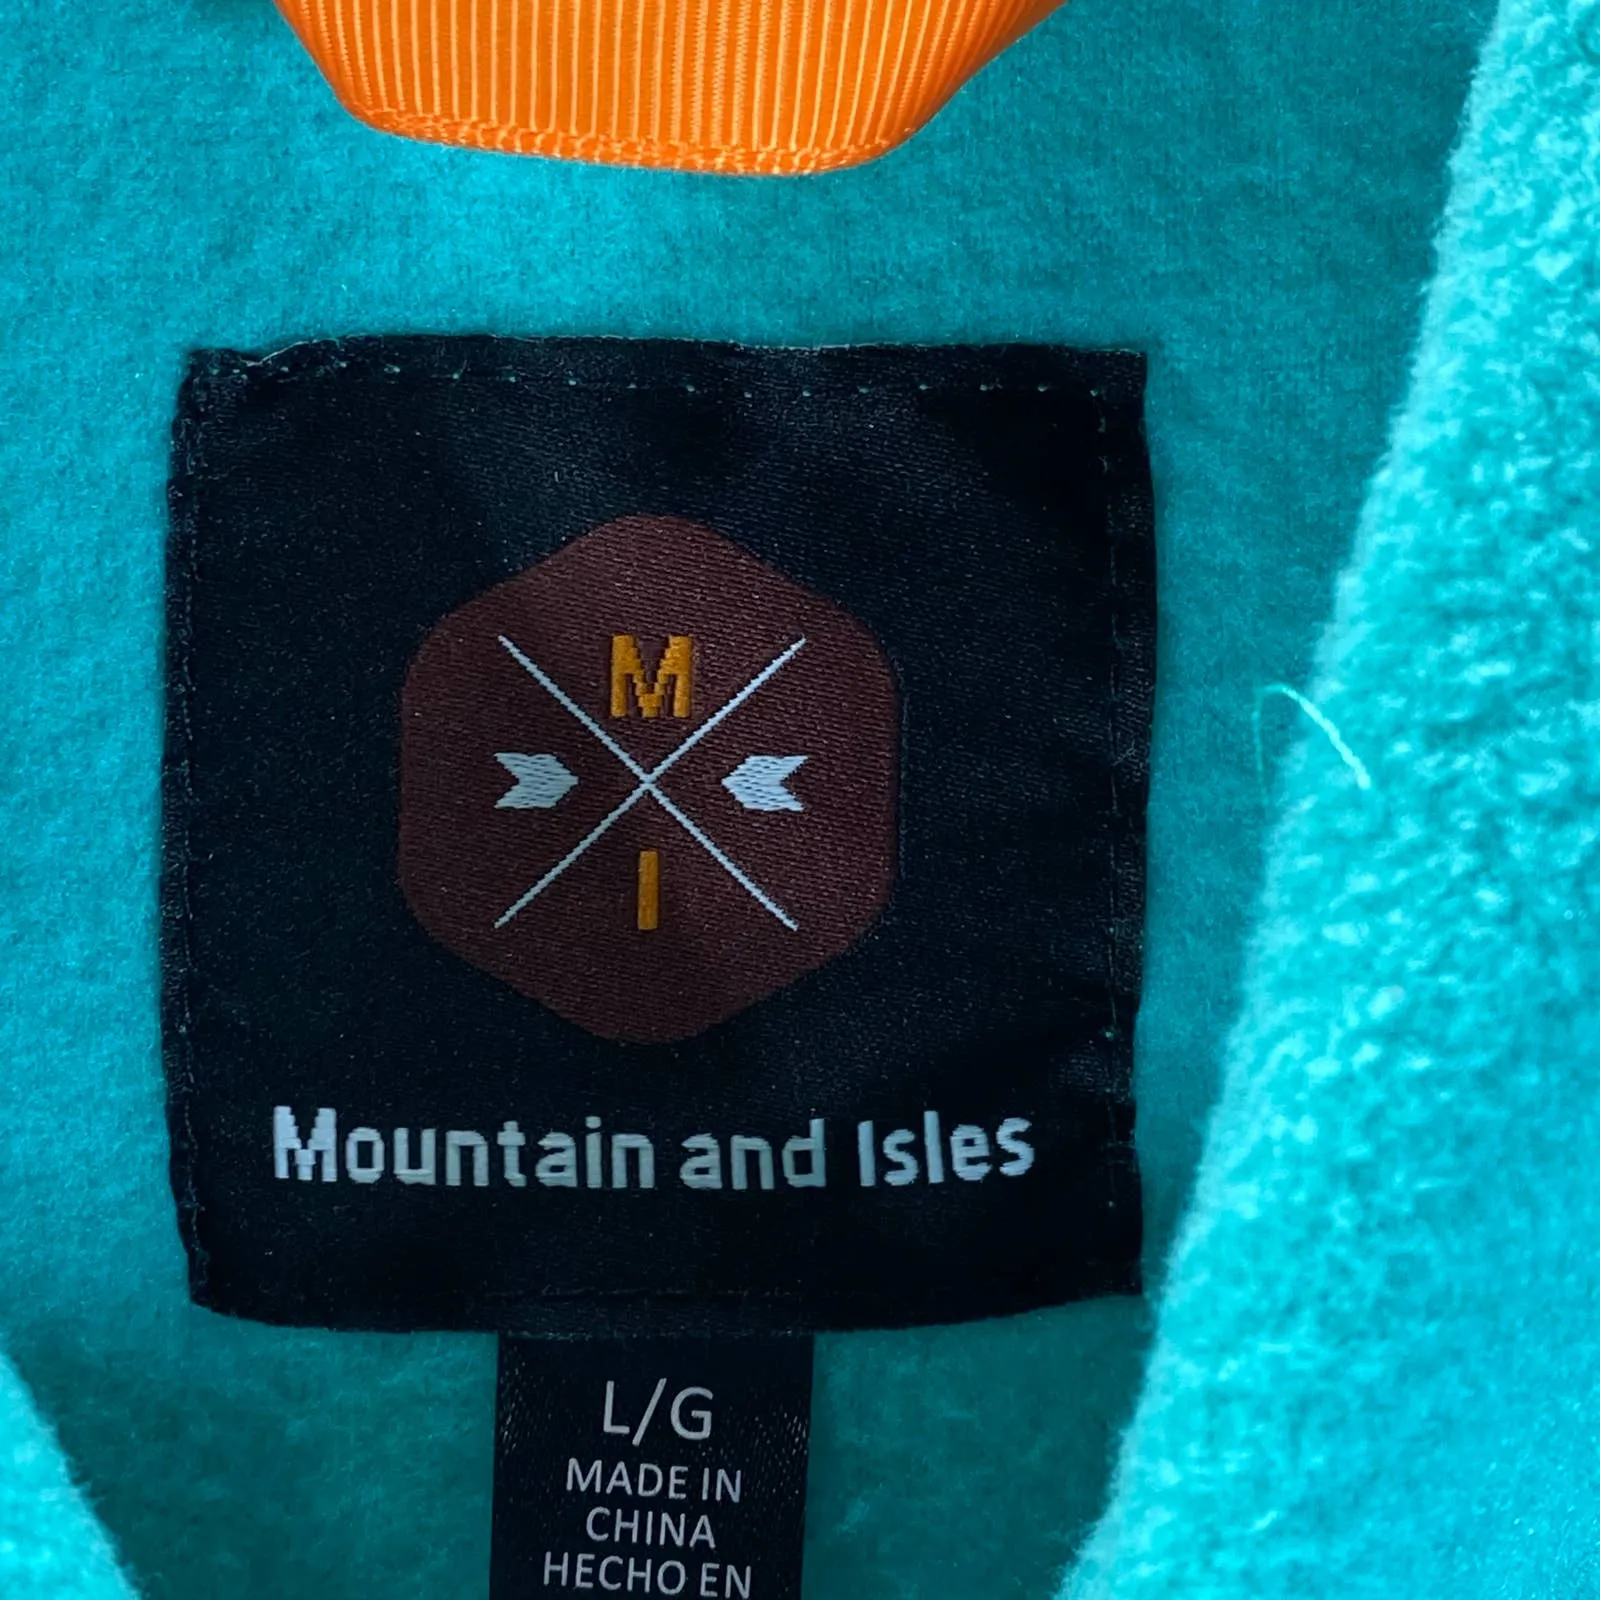 M
I
Mountain and Isles
L/G
MADE IN
CHINA
HECHO EN